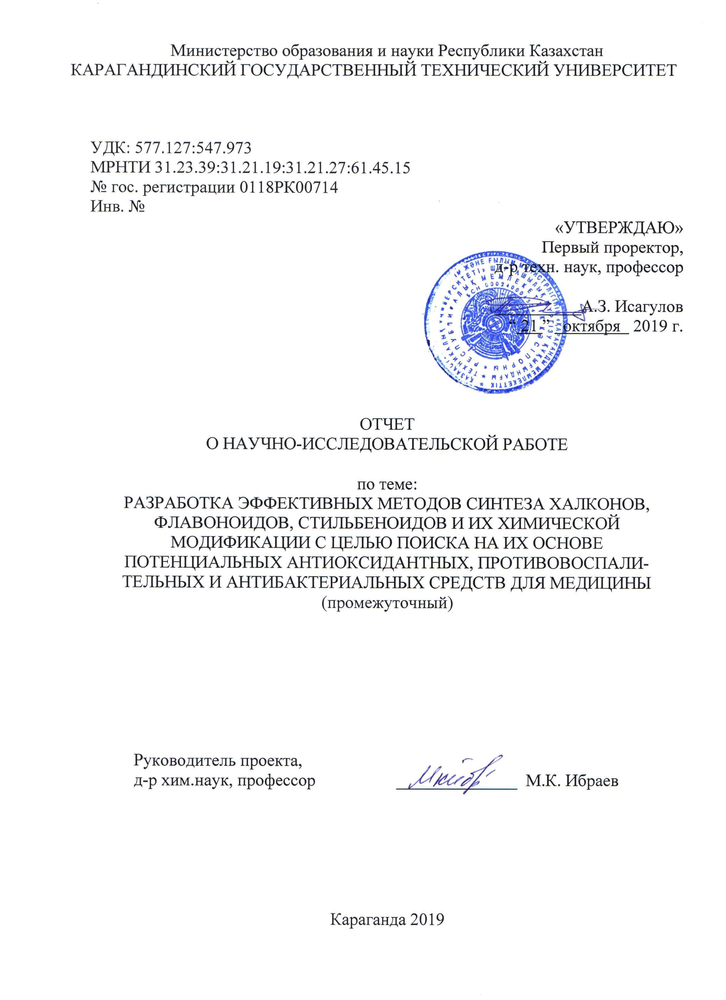 Министерство образования и науки Республики Казахстан
КАРАГАНДИНСКИЙ ГОСУДАРСТВЕННЫЙ ТЕХНИЧЕСКИЙ УНИВЕРСИТЕТ
УДК: 577.127:547.973
МРНТИ 31.23.39:31.21.19:31.21.27:61.45.15
№ гос. регистрации 0118РК00714
Инв. №
«УТВЕРЖДАЮ»
Первый проректор,
д-р техн. наук, профессор
А.З. Исагулов
“ 21 ” октября 2019 г.
ОТЧЕТ
О НАУЧНО-ИССЛЕДОВАТЕЛЬСКОЙ РАБОТЕ
по теме:
РАЗРАБОТКА ЭФФЕКТИВНЫХ МЕТОДОВ СИНТЕЗА ХАЛКОНОВ,
ФЛАВОНОИДОВ, СТИЛЬБЕНОИДОВ И ИХ ХИМИЧЕСКОЙ
МОДИФИКАЦИИ С ЦЕЛЬЮ ПОИСКА НА ИХ ОСНОВЕ
ПОТЕНЦИАЛЬНЫХ АНТИОКСИДАНТНЫХ, ПРОТИВОВОСПАЛИ-
ТЕЛЬНЫХ И АНТИБАКТЕРИАЛЬНЫХ СРЕДСТВ ДЛЯ МЕДИЦИНЫ
(промежуточный)
Руководитель проекта,
д-р хим.наук, профессор
М.К. Ибраев
Караганда 2019